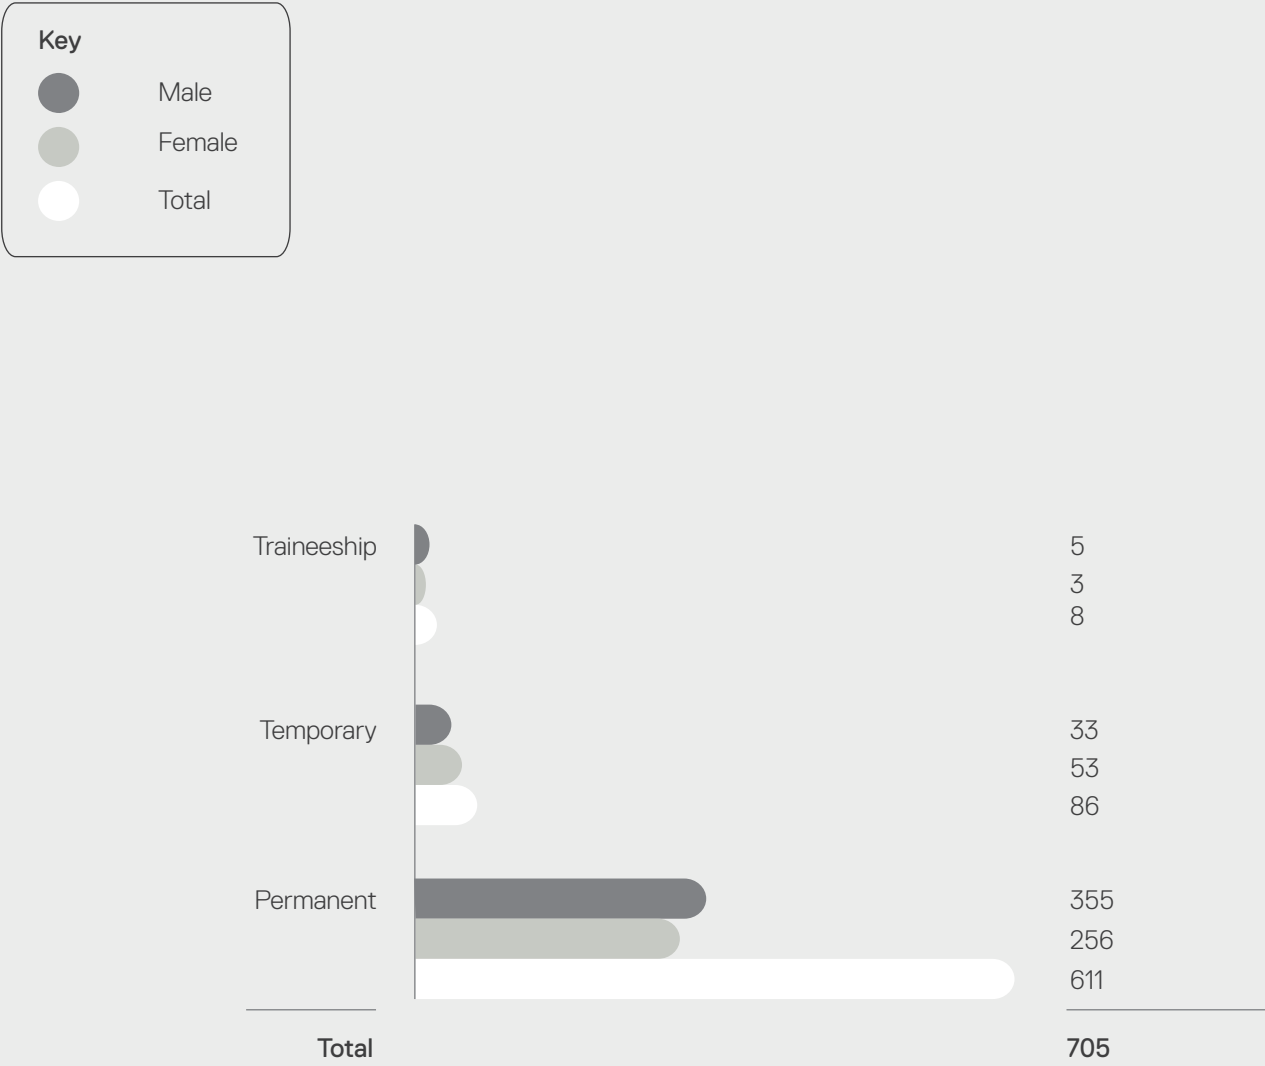 Key
Male
Female
Total
Traineeship 5
3
8
Temporary 33
53
86
Permanent 355
256
611
Total 705